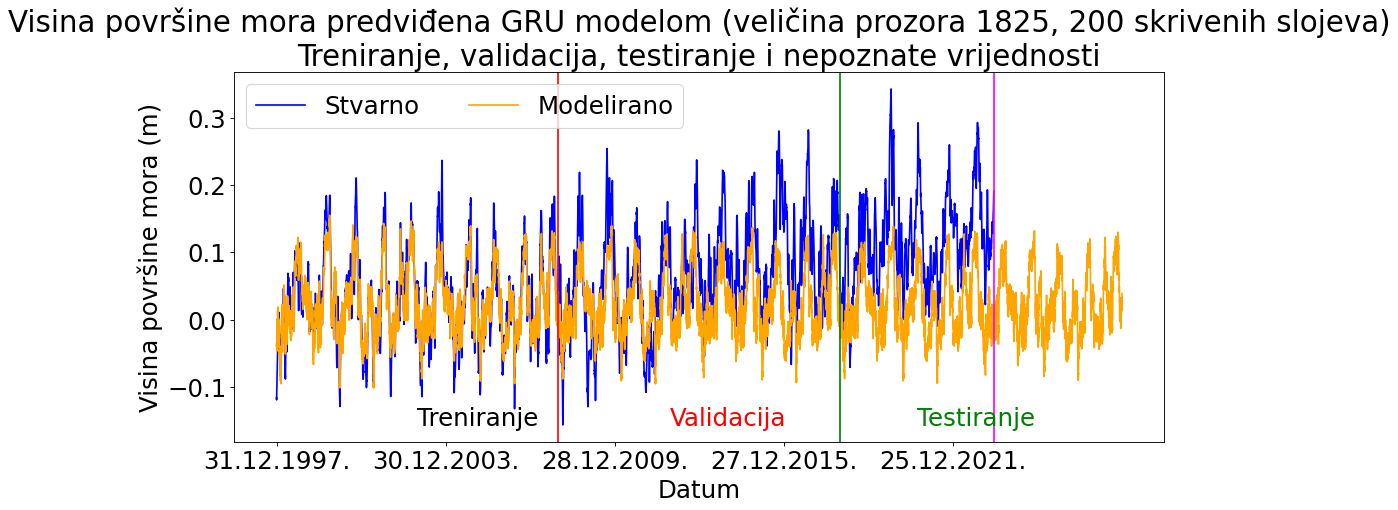 Visina površine mora predviđena GRU modelom (veličina prozora 1825, 200 skrivenih slojeva)
Treniranje, validacija, testiranje i nepoznate vrijednosti
Stvarno
Modelirano
Visina površine mora (m)
0.3
0.2
0.1
0.0
−0.1
Treniranje
Validacija
Testiranje
31.12.1997.
30.12.2003.
28.12.2009.
27.12.2015.
25.12.2021.
Datum